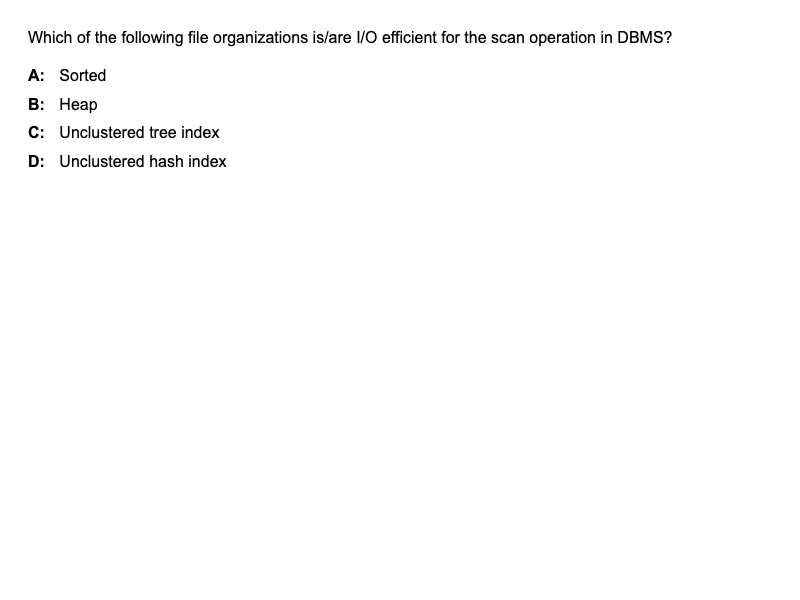 Which of the following file organizations is/are I/O efficient for the scan operation in DBMS?
A: Sorted
B: Heap
C: Unclustered tree index
D: Unclustered hash index